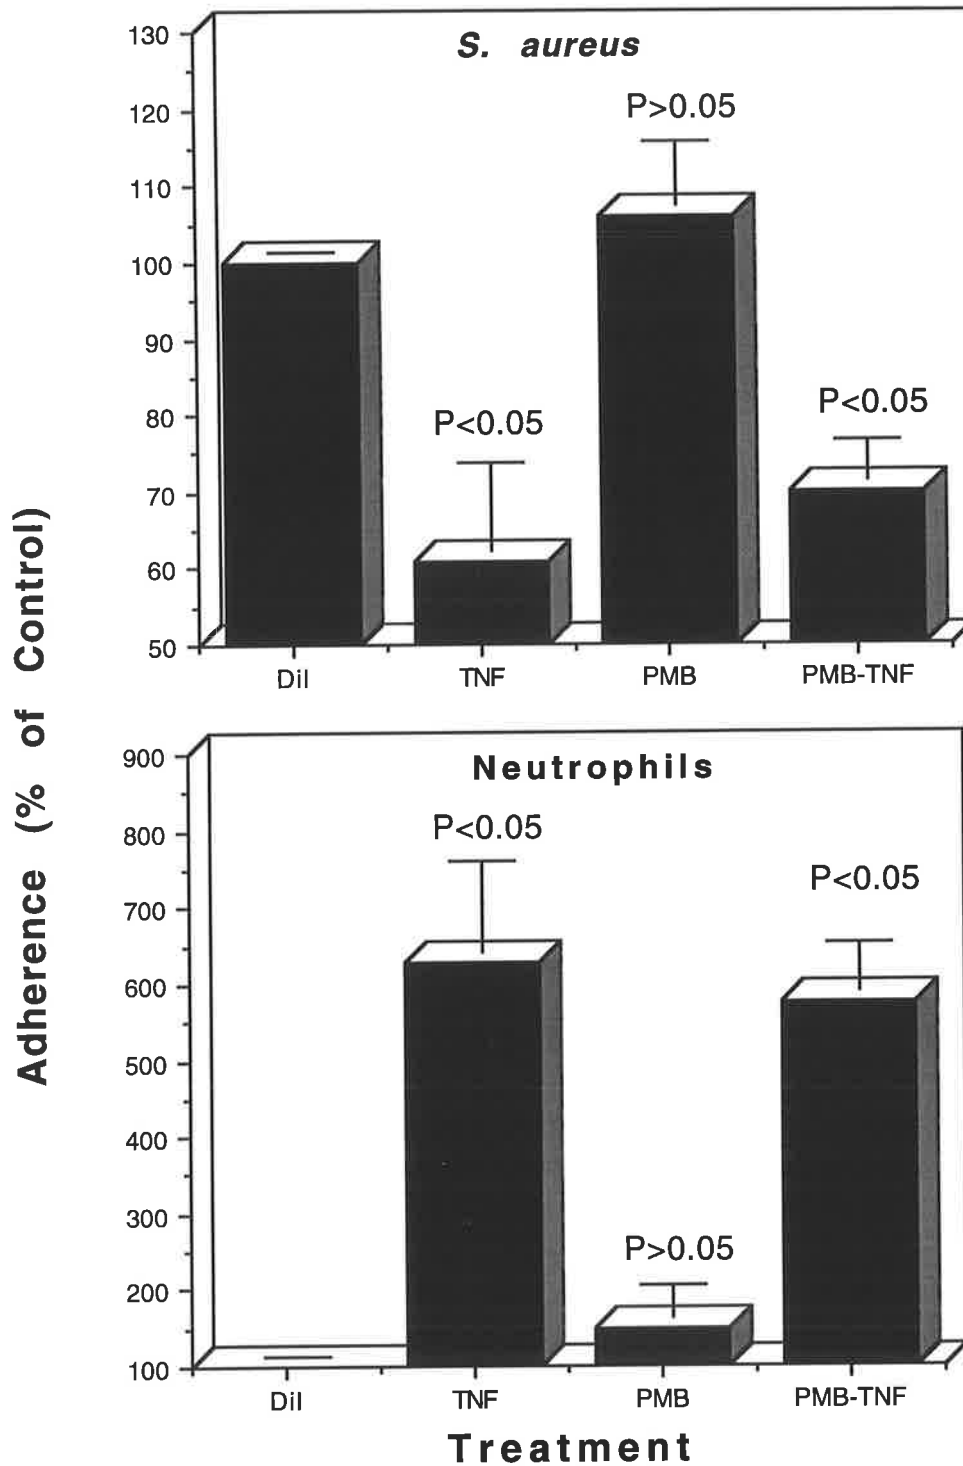 S. aureus
130
120
110
100
90
80
70
60
50
P>0.05
P<0.05
P<0.05
Dil
TNF
PMB
PMB-TNF
Adherence (% of Control)
Neutrophils
900
800
700
600
500
400
300
200
100
P<0.05
P<0.05
P>0.05
Dil
TNF
PMB
PMB-TNF
Treatment